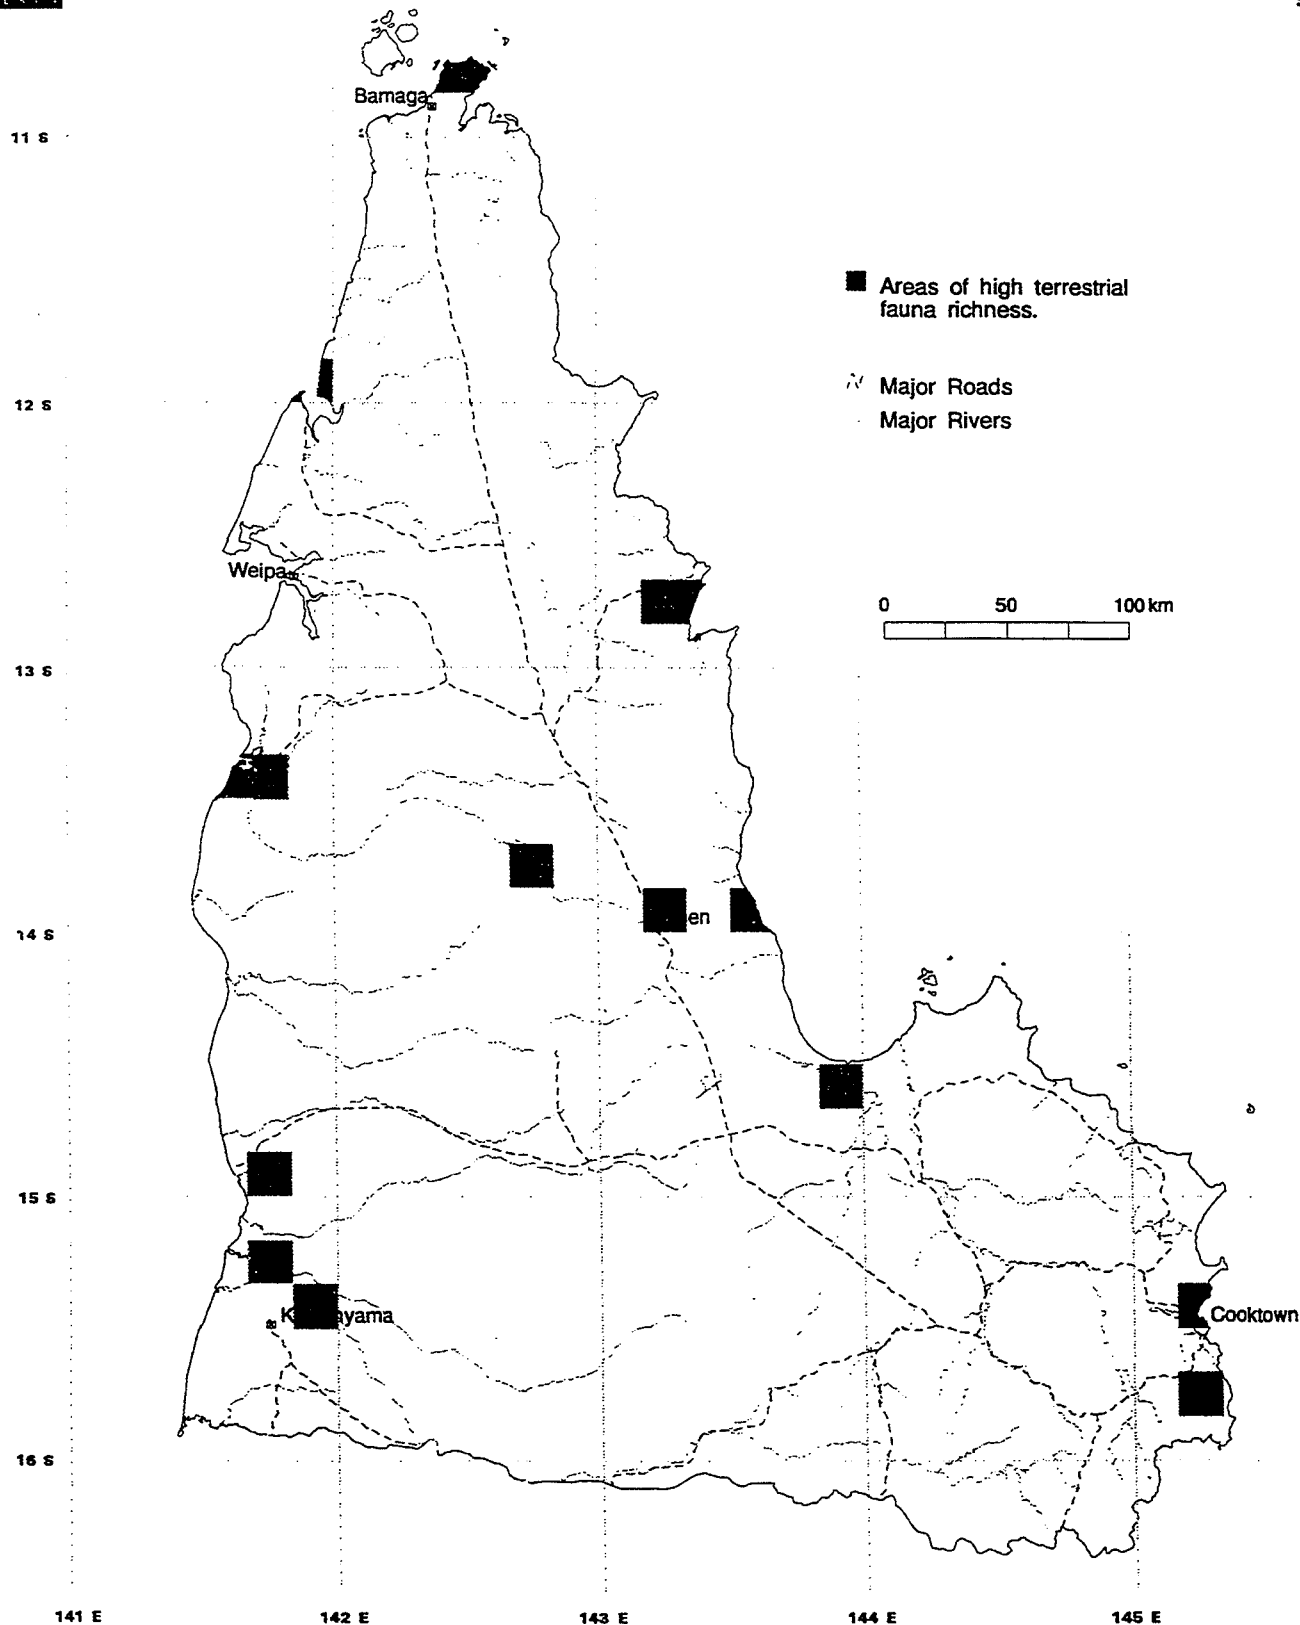 Bamaga
11 S
Areas of high terrestrial
fauna richness.
Major Roads
12 S
Major Rivers
Weipa
0 50 100 km
13 S
en
14 S
15 S
K yama
Cooktown
16 S
141 E 142 E 143 E 144 E 145 E